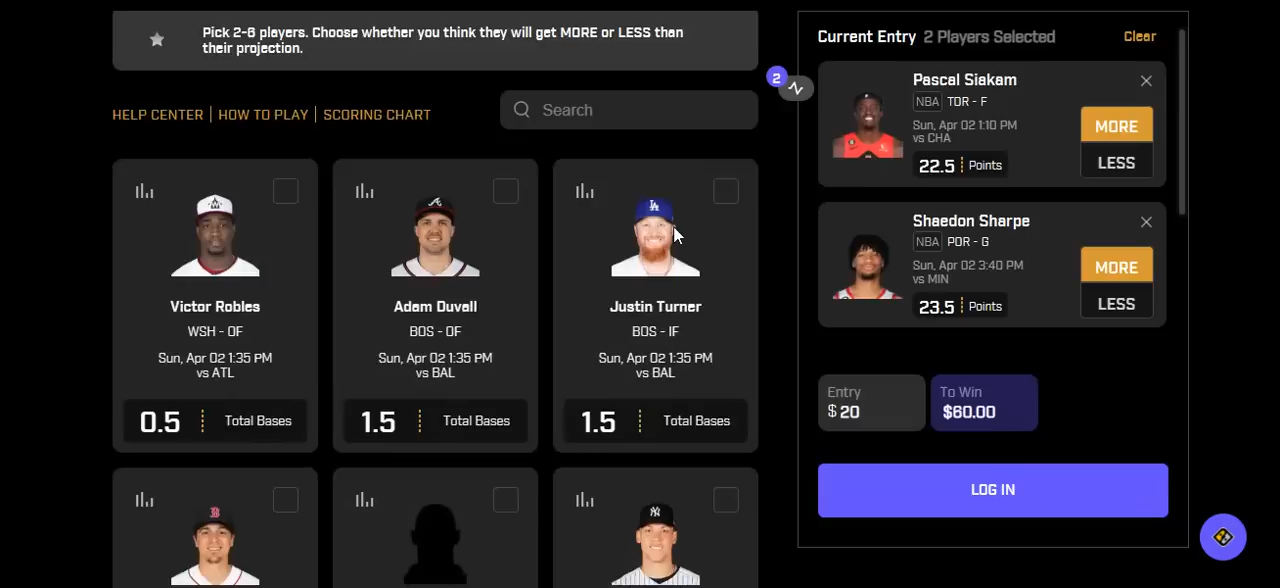 Pick 2-6 players. Choose whether you think they will get MORE or LESS than
their projection.
HELP CENTER | HOW TO PLAY | SCORING CHART
Search
Victor Robles
WSH - OF
Sun, Apr 02 1:35 PM
vs ATL
0.5 Total Bases
Adam Duvall
BOS - OF
Sun, Apr 02 1:35 PM
vs BAL
1.5 Total Bases
Justin Turner
BOS - IF
Sun, Apr 02 1:35 PM
vs BAL
1.5 Total Bases
Current Entry 2 Players Selected
Clear
2
Pascal Siakam
NBA TOR - F
Sun, Apr 02 1:10 PM
vs CHA
22.5 Points
MORE
LESS
Shaedon Sharpe
NBA POR - G
Sun, Apr 02 3:40 PM
vs MIN
23.5 Points
MORE
LESS
Entry
$ 20
To Win
$60.00
LOG IN